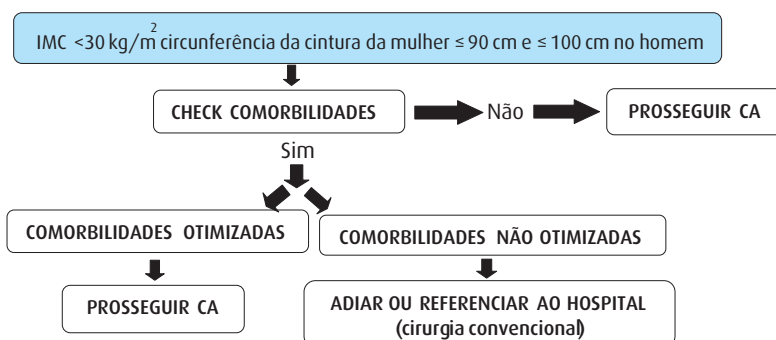 IMC <30 kg/m² circunferência da cintura da mulher ≤ 90 cm e ≤ 100 cm no homem
CHECK COMORBILIDADES
Não
PROSSEGUIR CA
Sim
COMORBILIDADES OTIMIZADAS
COMORBILIDADES NÃO OTIMIZADAS
PROSSEGUIR CA
ADIAR OU REFERENCIAR AO HOSPITAL
(cirurgia convencional)